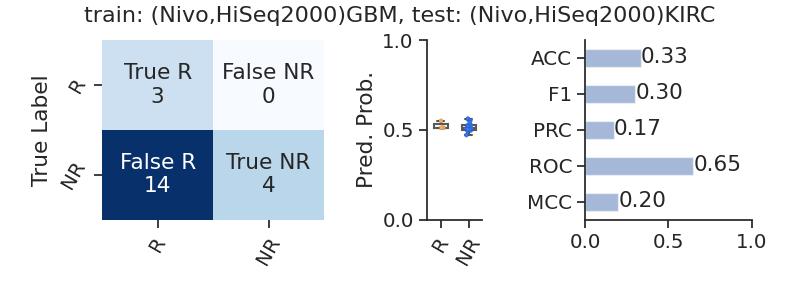 train: (Nivo,HiSeq2000)GBM, test: (Nivo,HiSeq2000)KIRC
True Label
R
NR
True R
3
False NR
0
False R
14
True NR
4
R
NR
Pred. Prob.
1.0
0.5
0.0
R
NR
ACC
0.33
F1
0.30
PRC
0.17
ROC
0.65
MCC
0.20
0.0
0.5
1.0